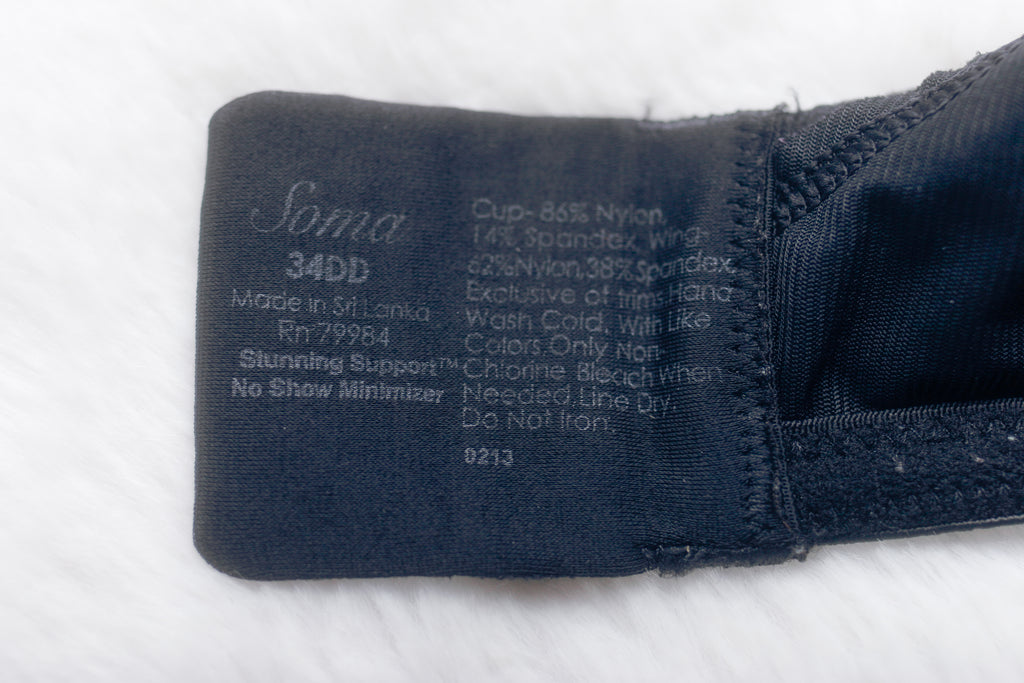 Soma
34DD
Made in Sri Lanka
Rn 79984
Stunning Support™
No Show Minimizer
Cup- 86% Nylon,
14% Spandex, Wing-
62%Nylon,38%Spandex,
Exclusive of trims Hand
Wash Cold, With Like
Colors.Only Non-
Chlorine Bleach When
Needed.Line Dry.
Do Not Iron.
0213